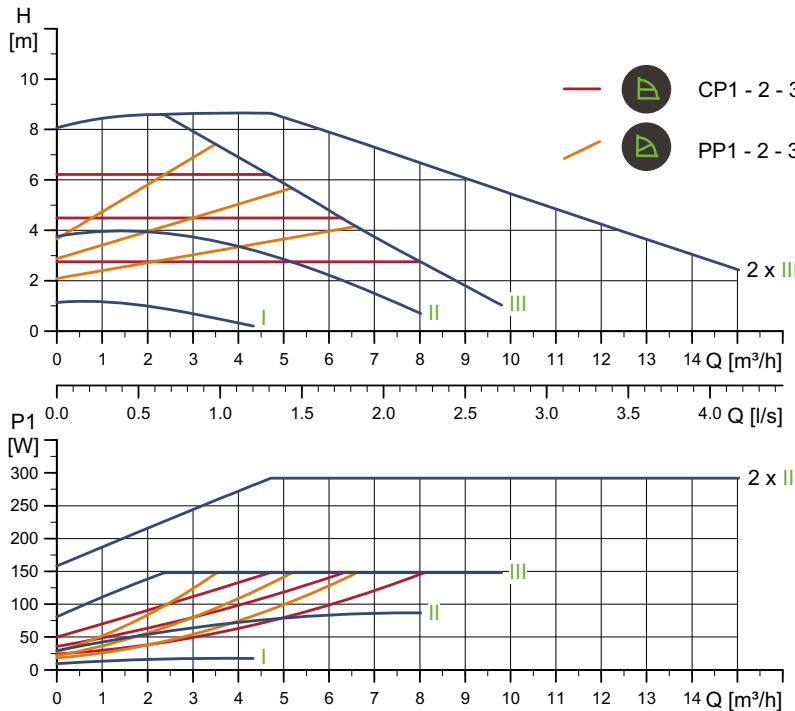 H
[m]
10
8
6
4
2
0
CP1 - 2 - 3
PP1 - 2 - 3
I
II
III
2 x III
0 1 2 3 4 5 6 7 8 9 10 11 12 13 14 Q [m³/h]
0.0 0.5 1.0 1.5 2.0 2.5 3.0 3.5 4.0 Q [l/s]
P1
[W]
300
250
200
150
100
50
0
2 x II
III
II
I
0 1 2 3 4 5 6 7 8 9 10 11 12 13 14 Q [m³/h]